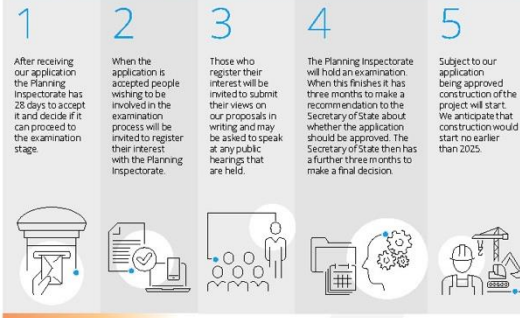 1
After receiving
our application
the Planning
Inspectorate has
28 days to accept
it and decide if it
can proceed to
the examination
stage.
2
When the
application is
accepted people
wishing to be
involved in the
examination
process will be
invited to register
their interest
with the Planning
Inspectorate.
3
Those who
register their
interest will be
invited to submit
their views on
our proposals in
writing and may
be asked to speak
at any public
hearings that
are held.
4
The Planning Inspectorate
will hold an examination.
When this finishes it has
three months to make a
recommendation to the
Secretary of State about
whether the application
should be approved. The
Secretary of State then has
a further three months to
make a final decision.
5
Subject to our
application
being approved
construction of the
project will start.
We anticipate that
construction would
start no earlier
than 2025.